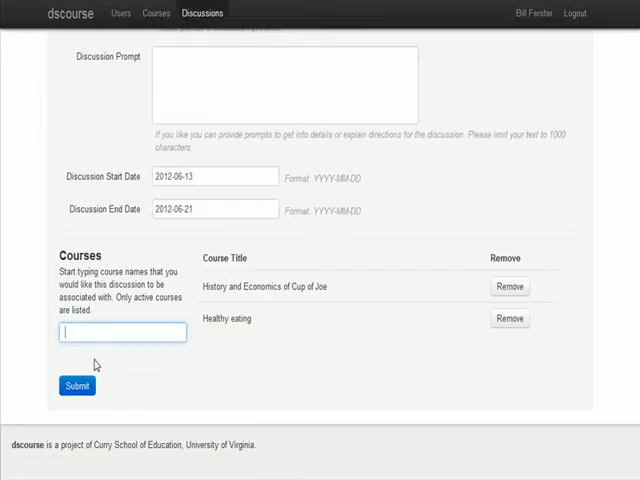 dscourse Users Courses Discussions Bill Ferster Logout
Discussion Prompt
If you like you can provide prompts to get into details or explain directions for the discussion. Please limit your text to 1000
characters.
Discussion Start Date 2012-06-13 Format: YYYY-MM-DD
Discussion End Date 2012-06-21 Format: YYYY-MM-DD
Courses
Start typing course names that you
would like this discussion to be
associated with. Only active courses
are listed.
Course Title Remove
History and Economics of Cup of Joe Remove
Healthy eating Remove
Submit
dscourse is a project of Curry School of Education, University of Virginia.